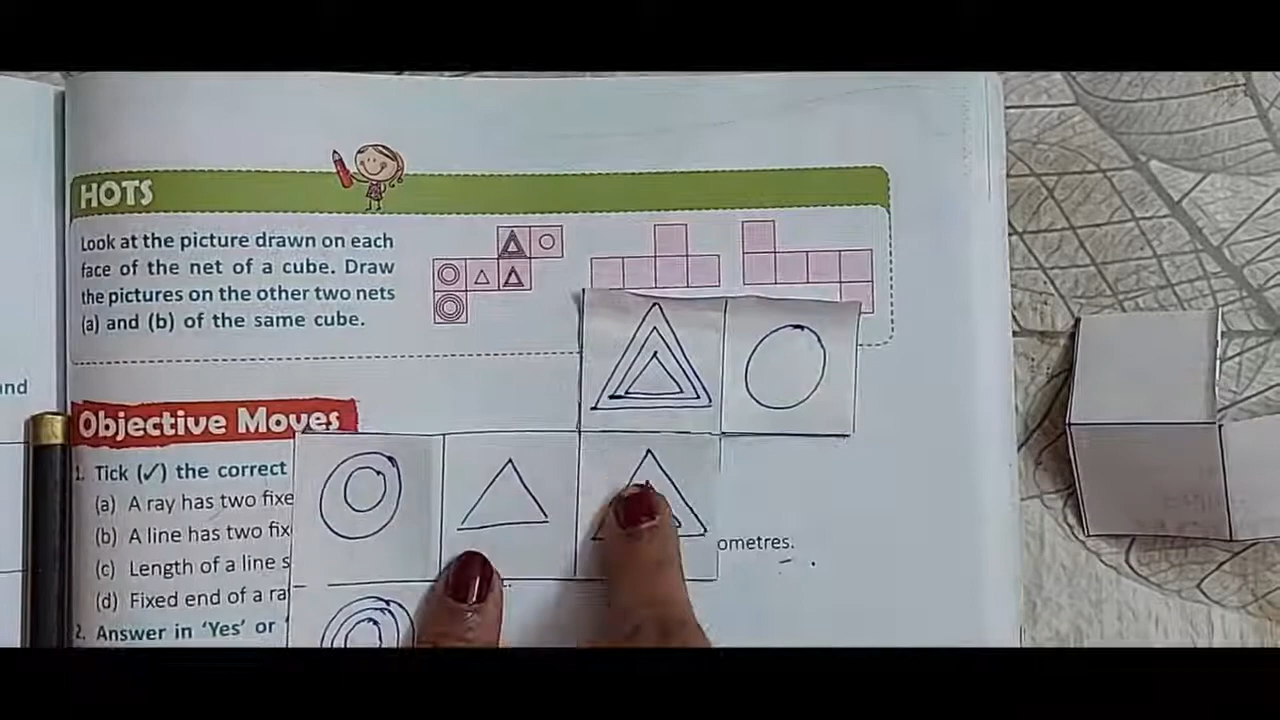 HOTS
Look at the picture drawn on each
face of the net of a cube. Draw
the pictures on the other two nets
(a) and (b) of the same cube.
and
Objective Moves
1. Tick (✓) the correct
(a) A ray has two fixe
(b) A line has two fix
(c) Length of a line s
ometres.
(d) Fixed end of a ra
2. Answer in 'Yes' or '